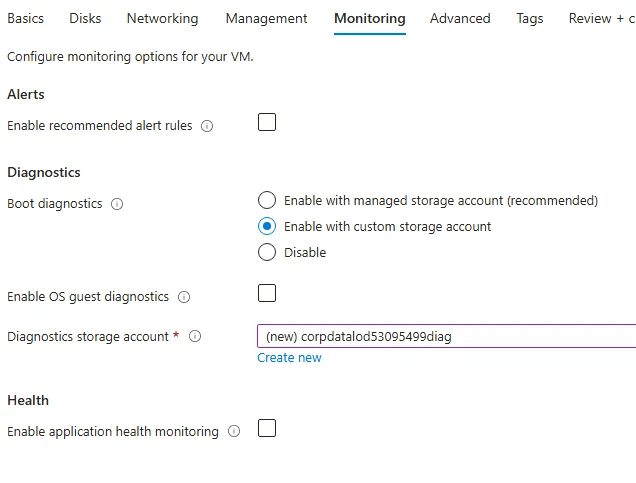 Basics Disks Networking Management Monitoring Advanced Tags Review + c
Configure monitoring options for your VM.
Alerts
Enable recommended alert rules
Diagnostics
Boot diagnostics
Enable with managed storage account (recommended)
Enable with custom storage account
Disable
Enable OS guest diagnostics
Diagnostics storage account *
(new) corpdatalod53095499diag
Create new
Health
Enable application health monitoring